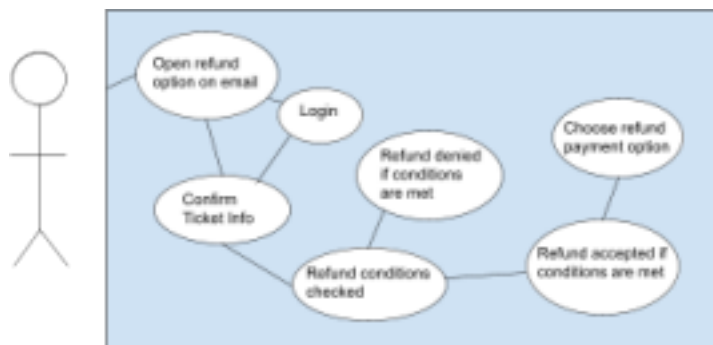 Open refund
option on email
Login
Confirm
Ticket Info
Refund denied
if conditions
are met
Refund conditions
checked
Choose refund
payment option
Refund accepted if
conditions are met